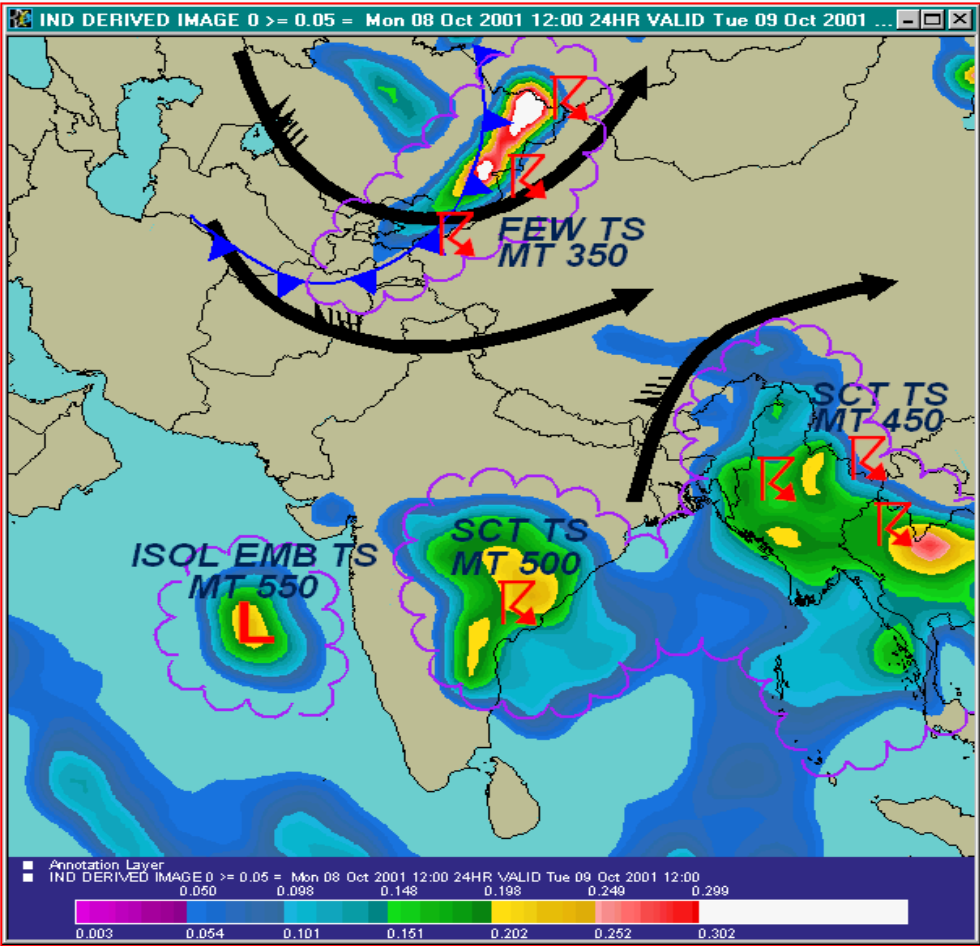 IND DERIVED IMAGE 0 >= 0.05 = Mon 08 Oct 2001 12:00 24HR VALID Tue 09 Oct 2001 ...
FEW TS
MT 350
SCT TS
MT 450
ISOL EMB TS
MT 550
L
SCT TS
MT 500
Annotation Layer
IND DERIVED IMAGE 0 >= 0.05 = Mon 08 Oct 2001 12:00 24HR VALID Tue 09 Oct 2001 12:00
0.050 0.098 0.148 0.198 0.249 0.299
0.003 0.054 0.101 0.151 0.202 0.252 0.302